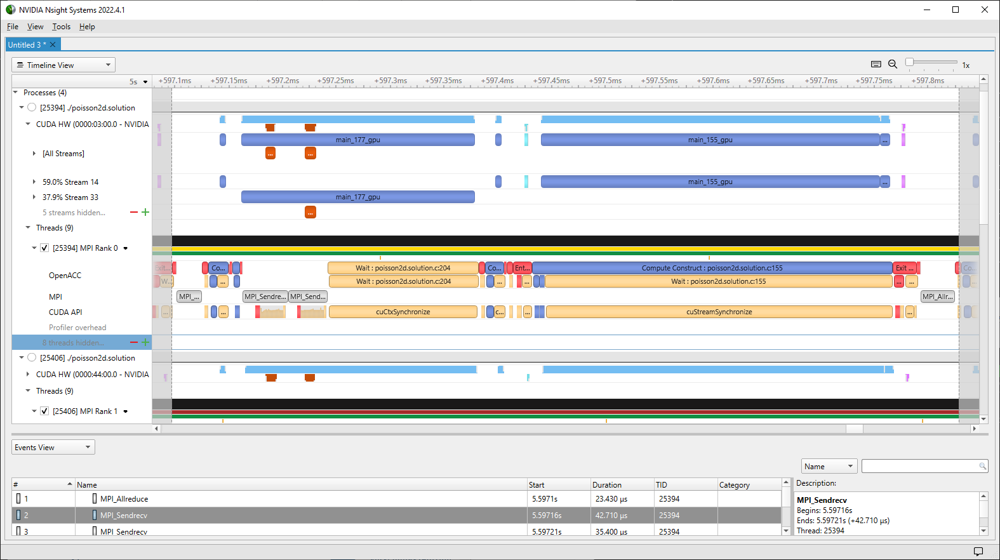 NVIDIA Nsight Systems 2022.4.1
File View Tools Help
Untitled 3 *
Timeline View
1x
5s +597.1ms +597.15ms +597.2ms +597.25ms +597.3ms +597.35ms +597.4ms +597.45ms +597.5ms +597.55ms +597.6ms +597.65ms +597.7ms +597.75ms +597.8ms
Processes (4)
[25394] ./poisson2d.solution
CUDA HW (0000:03:00.0 - NVIDIA
main_177_gpu main_155_gpu ...
[All Streams] ... ...
59.0% Stream 14 main_155_gpu ...
37.9% Stream 33 main_177_gpu
5 streams hidden... ...
Threads (9)
[25394] MPI Rank 0
Exit... Co... Wait : poisson2d.solution.c:204 Co... Ent... Compute Construct : poisson2d.solution.c:155 Exit ... Co...
OpenACC
W... ... Wait : poisson2d.solution.c:204 ... ... Wait : poisson2d.solution.c:155 ... ...
MPI MPI_... MPI_Sendre... MPI_Send... MPI_Allr...
CUDA API ... ... cuCtxSynchronize c... ... cuStreamSynchronize ...
Profiler overhead
8 threads hidden...
[25406] ./poisson2d.solution
CUDA HW (0000:44:00.0 - NVIDIA
Threads (9)
[25406] MPI Rank 1
Events View
Name
# Name Start Duration TID Category
Description:
1 MPI_Allreduce 5.5971s 23.430 μs 25394
2 MPI_Sendrecv 5.59716s 42.710 μs 25394
3 MPI_Sendrecv 5.59721s 35.400 μs 25394
MPI_Sendrecv
Begins: 5.59716s
Ends: 5.59721s (+42.710 μs)
Thread: 25394